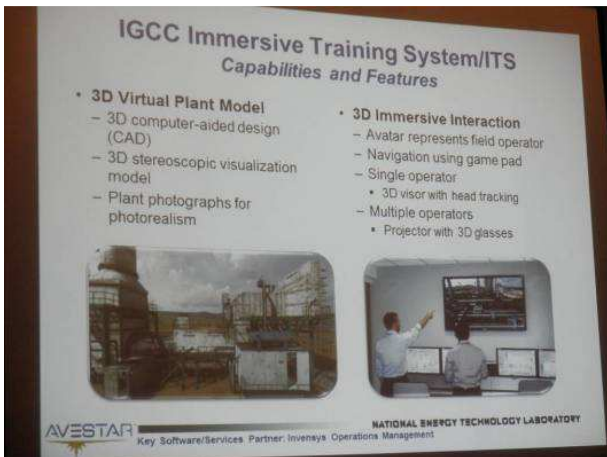 IGCC Immersive Training System/ITS
Capabilities and Features
• 3D Virtual Plant Model
– 3D computer-aided design
(CAD)
– 3D stereoscopic visualization
model
– Plant photographs for
photorealism
• 3D Immersive Interaction
– Avatar represents field operator
– Navigation using game pad
– Single operator
• 3D visor with head tracking
– Multiple operators
▪ Projector with 3D glasses
AVESTAR
NATIONAL ENERGY TECHNOLOGY LABORATORY
Key Software/Services Partner: Invensys Operations Management